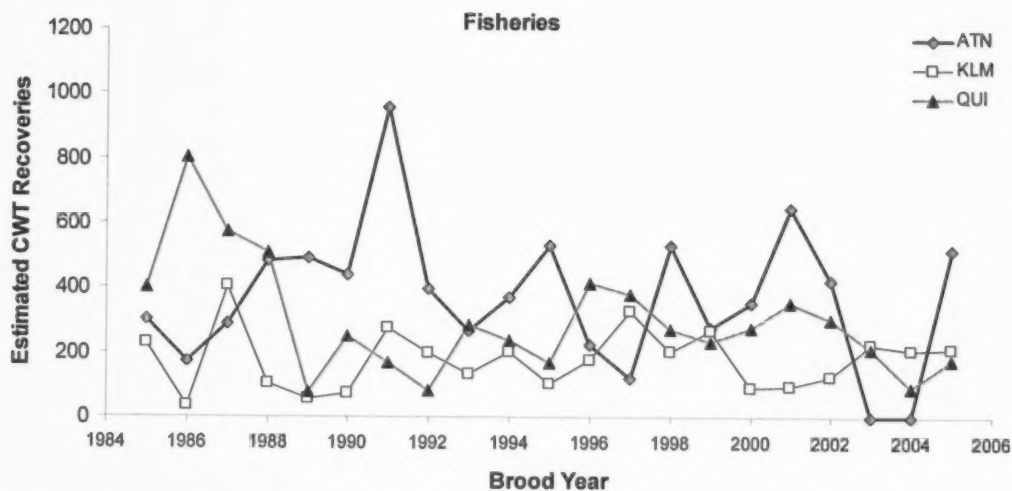 Fisheries
1200
1000
800
600
400
200
0
Estimated CWT Recoveries
ATN
KLM
QUI
1984 1986 1988 1990 1992 1994 1996 1998 2000 2002 2004 2006
Brood Year